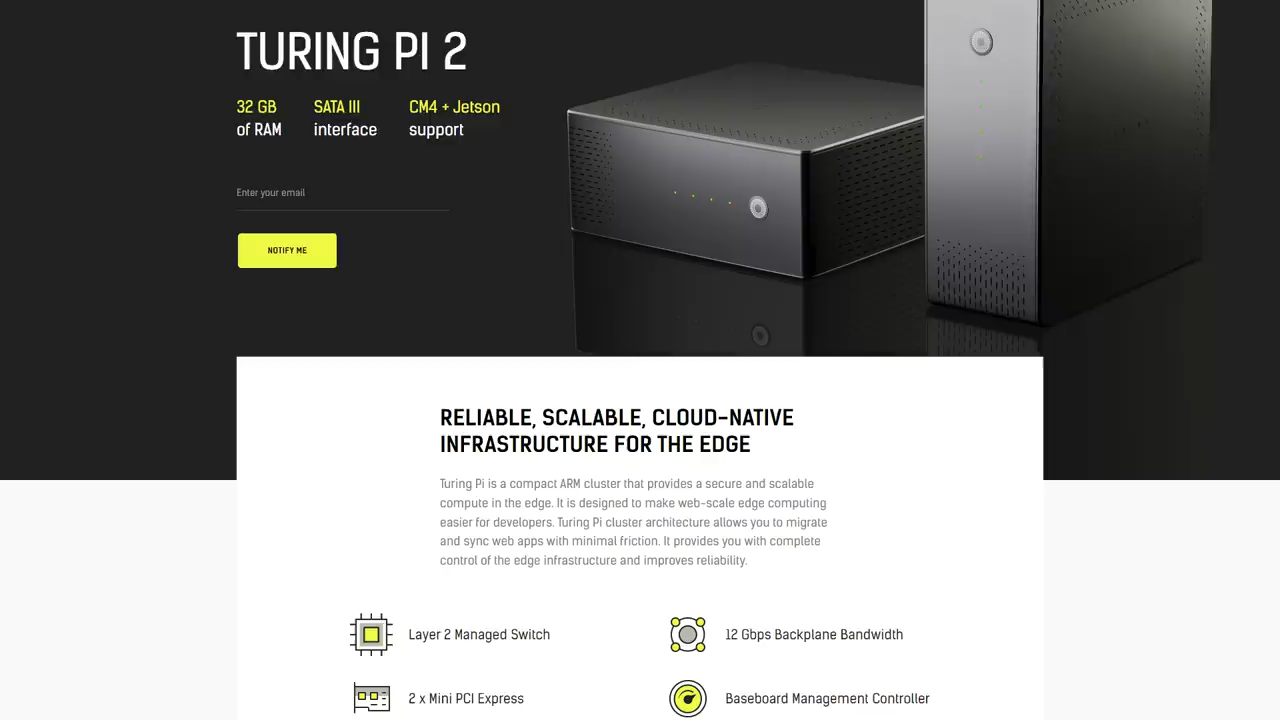 TURING PI 2
32 GB
of RAM
SATA III
interface
CM4 + Jetson
support
Enter your email
NOTIFY ME
RELIABLE, SCALABLE, CLOUD-NATIVE
INFRASTRUCTURE FOR THE EDGE
Turing Pi is a compact ARM cluster that provides a secure and scalable
compute in the edge. It is designed to make web-scale edge computing
easier for developers. Turing Pi cluster architecture allows you to migrate
and sync web apps with minimal friction. It provides you with complete
control of the edge infrastructure and improves reliability.
Layer 2 Managed Switch
12 Gbps Backplane Bandwidth
2 x Mini PCI Express
Baseboard Management Controller